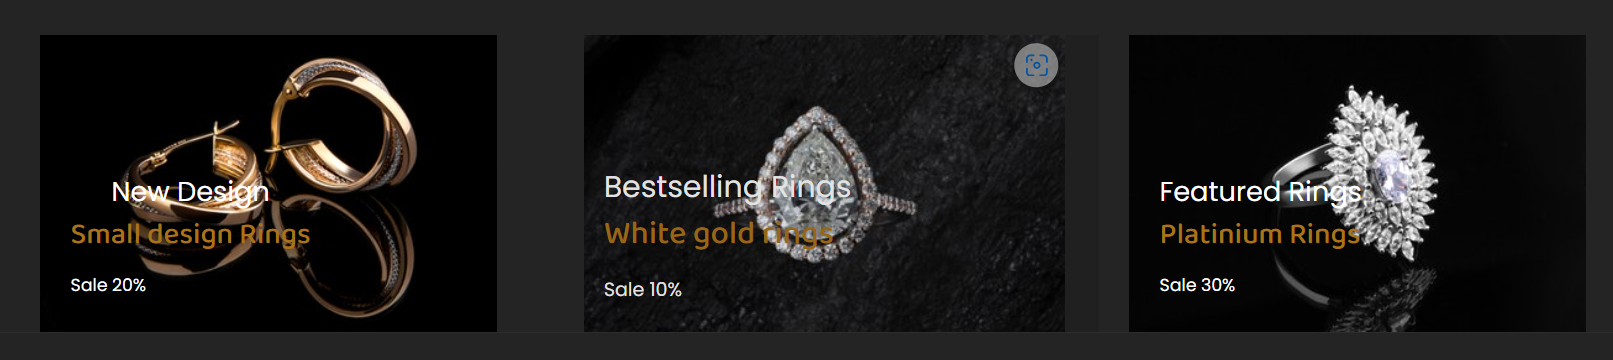 New Design
Small design Rings
Sale 20%
Bestselling Rings
White gold rings
Sale 10%
Featured Rings
Platinium Rings
Sale 30%